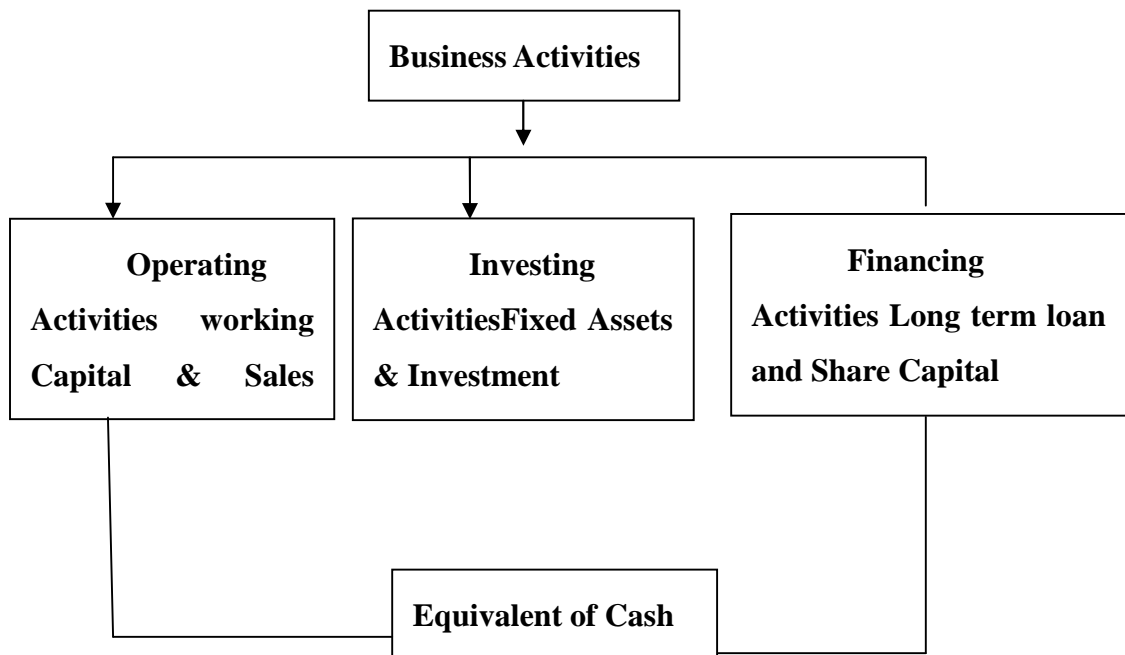 Business Activities
Operating
Activities working
Capital & Sales
Investing
ActivitiesFixed Assets
& Investment
Financing
Activities Long term loan
and Share Capital
Equivalent of Cash